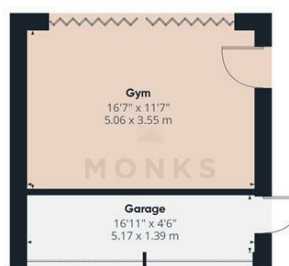 Gym
16'7" x 11'7"
5.06 x 3.55 m
MONKS
Garage
16'11" x 4'6"
5.17 x 1.39 m